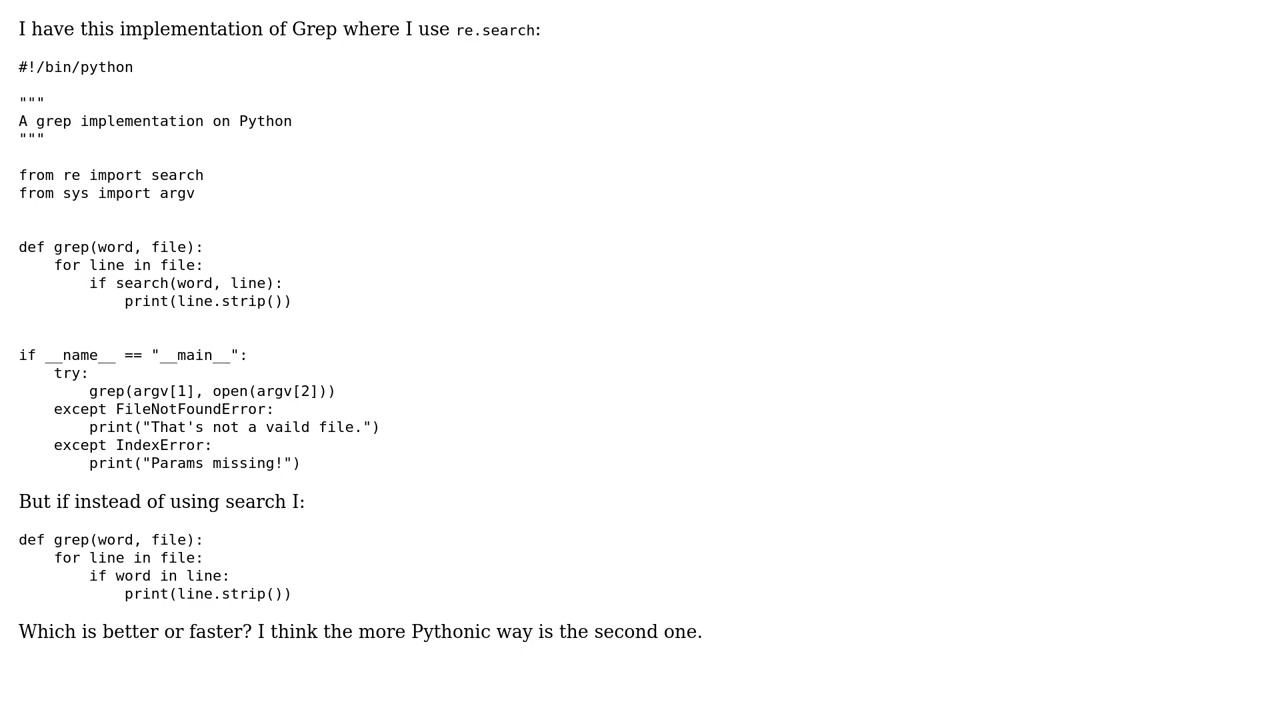 I have this implementation of Grep where I use re.search:
#!/bin/python
"""
A grep implementation on Python
"""
from re import search
from sys import argv
def grep(word, file):
    for line in file:
        if search(word, line):
            print(line.strip())
if __name__ == "__main__":
    try:
        grep(argv[1], open(argv[2]))
    except FileNotFoundError:
        print("That's not a vaild file.")
    except IndexError:
        print("Params missing!")
But if instead of using search I:
def grep(word, file):
    for line in file:
        if word in line:
            print(line.strip())
Which is better or faster? I think the more Pythonic way is the second one.